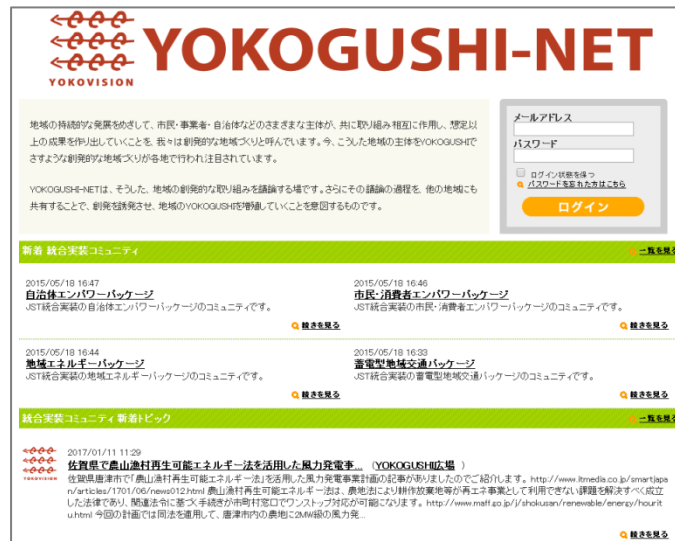 YOKOVISION
YOKOGUSHI-NET
地域の持続的な発展をめざして、市民・事業者・自治体などのさまざまな主体が、共に取り組み相互に作用し、想定以
上の成果を作り出していくことを、我々は創発的な地域づくりと呼んでいます。今、こうした地域の主体をYOKOGUSHIで
さすような創発的な地域づくりが各地で行われ注目されています。
YOKOGUSHI-NETは、そうした、地域の創発的な取り組みを議論する場です。さらにその議論の過程を、他の地域にも
共有することで、創発を誘発させ、地域のYOKOGUSHIを増殖していくことを意図するものです。
メールアドレス
パスワード
ログイン状態を保つ
パスワードを忘れた方はこちら
ログイン
新着 統合実装コミュニティ
一覧を見る
2015/05/18 16:47
自治体エンパワーパッケージ
JST統合実装の自治体エンパワーパッケージのコミュニティです。
続きを見る
2015/05/18 16:46
市民・消費者エンパワーパッケージ
JST統合実装の市民・消費者エンパワーパッケージのコミュニティです。
続きを見る
2015/05/18 16:44
地域エネルギーパッケージ
JST統合実装の地域エネルギーパッケージのコミュニティです。
続きを見る
2015/05/18 16:33
蓄電型地域交通パッケージ
JST統合実装の蓄電型地域交通パッケージのコミュニティです。
続きを見る
統合実装コミュニティ 新着トピック
一覧を見る
YOKOVISION
2017/01/11 11:29
佐賀県で農山漁村再生可能エネルギー法を活用した風力発電事... （YOKOGUSHI広場 ）
佐賀県唐津市で「農山漁村再生可能エネルギー法」を活用した風力発電事業計画の記事がありましたのでご紹介します。http://www.itmedia.co.jp/smartjapa
n/articles/1701/06/news012.html 農山漁村再生可能エネルギー法は、農地法により耕作放棄地等が再エネ事業として利用できない課題を解決すべく成立
した法律であり、関連法令に基づく手続きが市町村窓口でワンストップ対応が可能になります。http://www.maff.go.jp/j/shokusan/renewable/energy/hourit
u.html 今回の計画では同法を適用して、唐津市内の農地に2MW級の風力発...
続きを見る